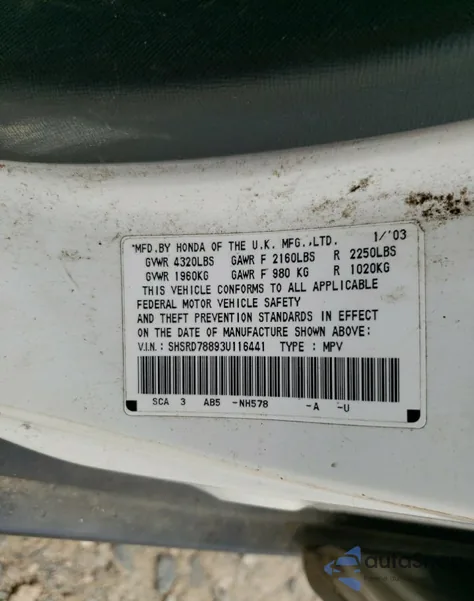 MFD.BY HONDA OF THE U.K. MFG.,LTD. 1/'03
GVWR 4320LBS GAWR F 2160LBS R 2250LBS
GVWR 1960KG GAWR F 980 KG R 1020KG
THIS VEHICLE CONFORMS TO ALL APPLICABLE
FEDERAL MOTOR VEHICLE SAFETY
AND THEFT PREVENTION STANDARDS IN EFFECT
ON THE DATE OF MANUFACTURE SHOWN ABOVE:
V.I.N.: SHSRD78893U116441 TYPE: MPV
SCA 3 AB5 -NH578 -A -U